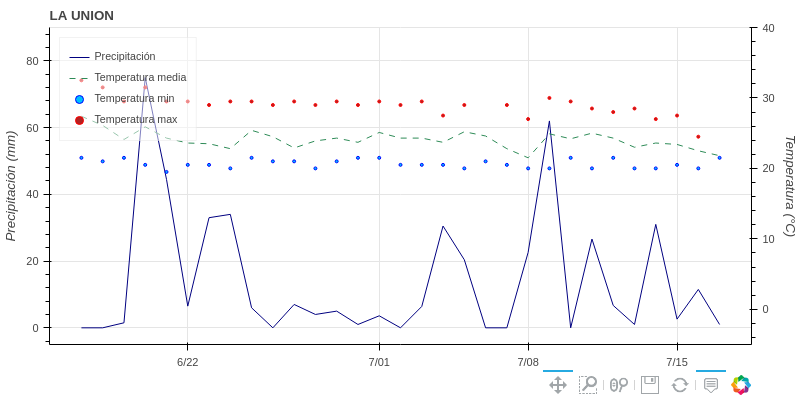 LA UNION
Precipitación
Temperatura media
Temperatura min
Temperatura max
Precipitación (mm)
80
60
40
20
0
40
30
20
10
0
Temperatura (°C)
6/22
7/01
7/08
7/15